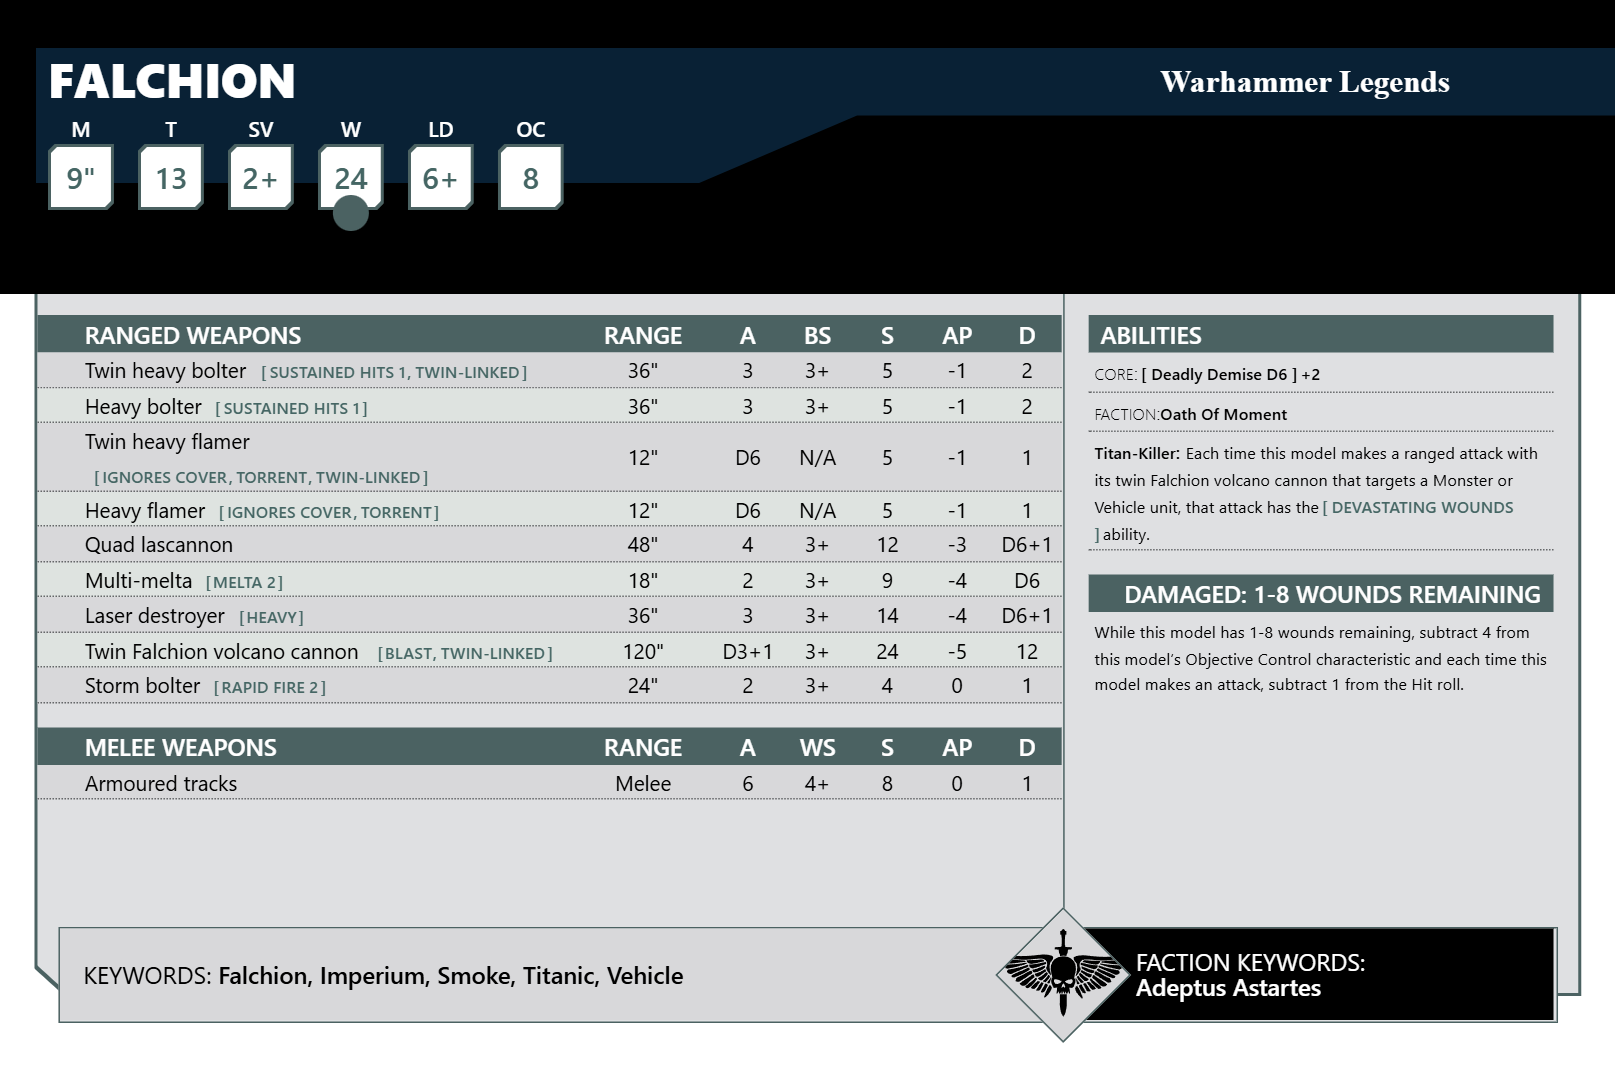 FALCHION
Warhammer Legends
M T SV W LD OC
9" 13 2+ 24 6+ 8
RANGED WEAPONS RANGE A BS S AP D
Twin heavy bolter [ SUSTAINED HITS 1, TWIN-LINKED ] 36" 3 3+ 5 -1 2
Heavy bolter [ SUSTAINED HITS 1 ] 36" 3 3+ 5 -1 2
Twin heavy flamer
[ IGNORES COVER, TORRENT, TWIN-LINKED ] 12" D6 N/A 5 -1 1
Heavy flamer [ IGNORES COVER, TORRENT ] 12" D6 N/A 5 -1 1
Quad lascannon 48" 4 3+ 12 -3 D6+1
Multi-melta [ MELTA 2 ] 18" 2 3+ 9 -4 D6
Laser destroyer [ HEAVY ] 36" 3 3+ 14 -4 D6+1
Twin Falchion volcano cannon [ BLAST, TWIN-LINKED ] 120" D3+1 3+ 24 -5 12
Storm bolter [ RAPID FIRE 2 ] 24" 2 3+ 4 0 1
MELEE WEAPONS RANGE A WS S AP D
Armoured tracks Melee 6 4+ 8 0 1
ABILITIES
CORE: [ Deadly Demise D6 ] +2
FACTION:Oath Of Moment
Titan-Killer: Each time this model makes a ranged attack with
its twin Falchion volcano cannon that targets a Monster or
Vehicle unit, that attack has the [ DEVASTATING WOUNDS
] ability.
DAMAGED: 1-8 WOUNDS REMAINING
While this model has 1-8 wounds remaining, subtract 4 from
this model’s Objective Control characteristic and each time this
model makes an attack, subtract 1 from the Hit roll.
KEYWORDS: Falchion, Imperium, Smoke, Titanic, Vehicle
FACTION KEYWORDS:
Adeptus Astartes